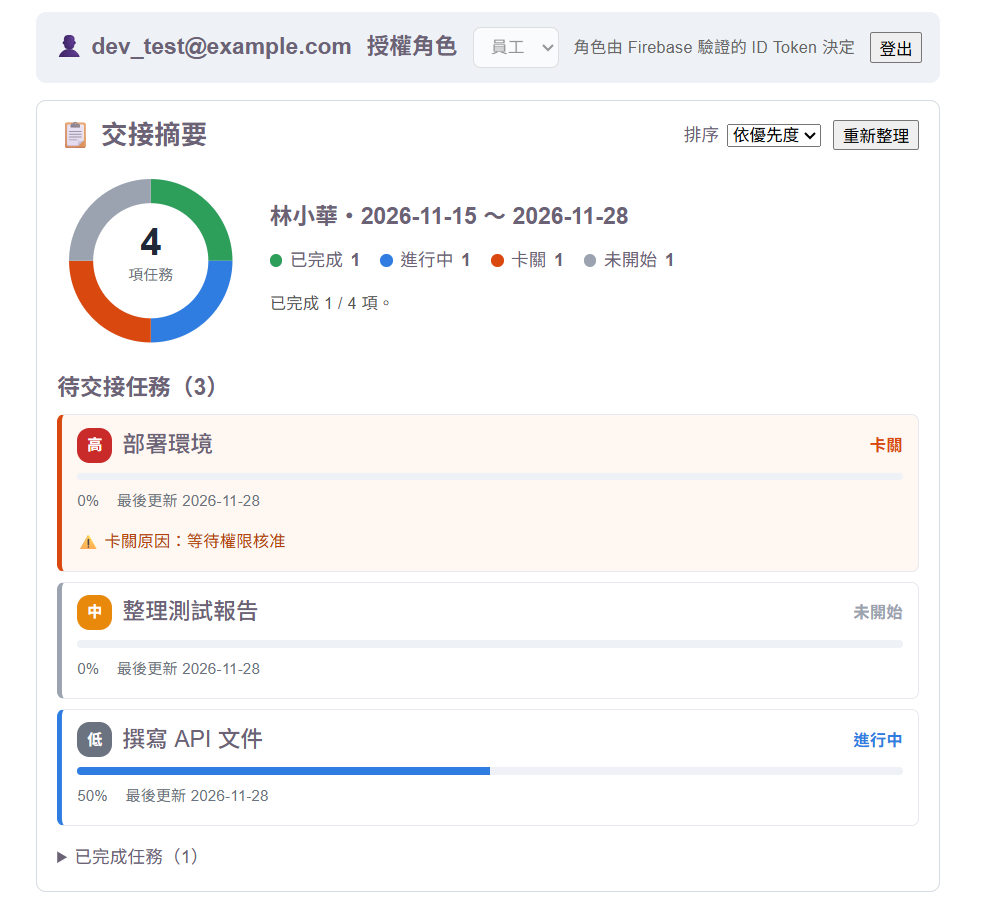 dev_test@example.com 授權角色 員工 角色由 Firebase 驗證的 ID Token 決定 登出
交接摘要 排序 依優先度 重新整理
4
項任務
林小華・2026-11-15 ～ 2026-11-28
已完成 1 進行中 1 卡關 1 未開始 1
已完成 1 / 4 項。
待交接任務（3）
高 部署環境 卡關
0% 最後更新 2026-11-28
卡關原因：等待權限核准
中 整理測試報告 未開始
0% 最後更新 2026-11-28
低 撰寫 API 文件 進行中
50% 最後更新 2026-11-28
已完成任務（1）